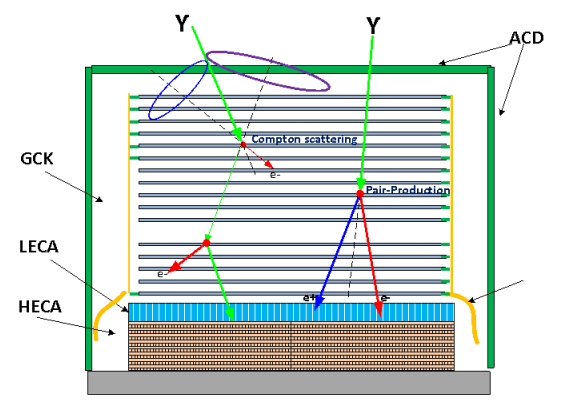 Y
Y
ACD
Compton scattering
e-
GCK
Pair-Production
LECA
e-
e+
e-
HECA